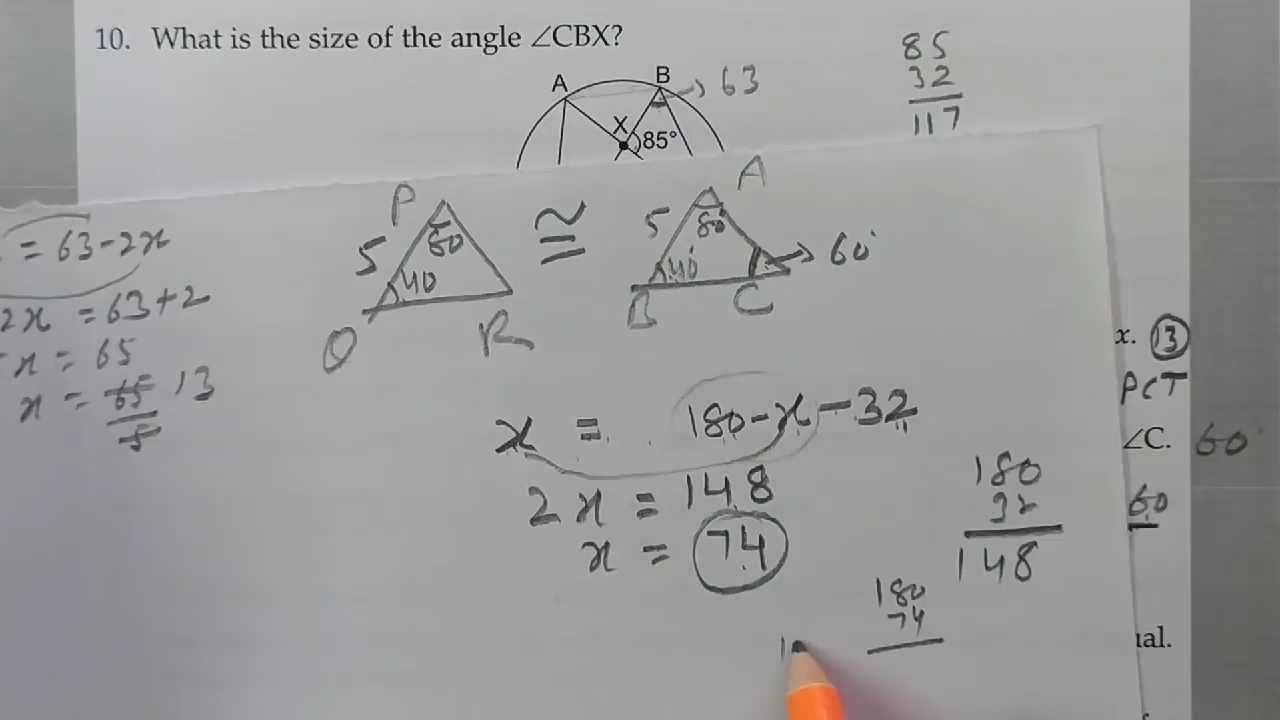 10. What is the size of the angle ∠CBX?
A
B
63
X
85°
85
32
117
= 63-2x
2x = 63+2
x = 65
x = 65/5 13
P
5
80
40
Q
R
≅
A
5
80
40
60°
B
C
x = 180-x-32
2x = 148
x = 74
180
32
148
180
74
x. 13
PCT
∠C. 60°
60
ual.